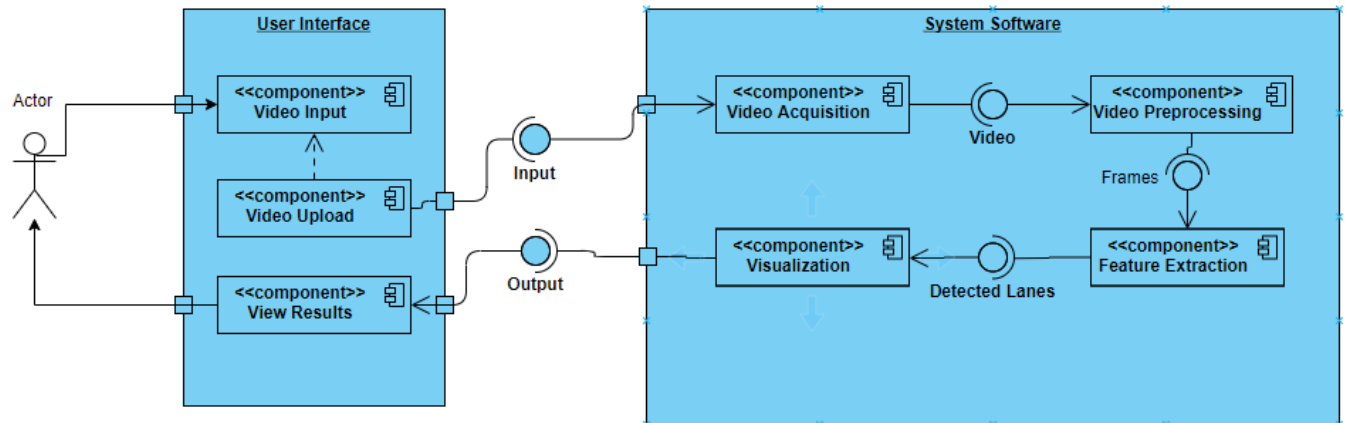 User Interface
System Software
Actor
<<component>>
Video Input
<<component>>
Video Upload
<<component>>
View Results
Input
Output
<<component>>
Video Acquisition
Video
<<component>>
Video Preprocessing
Frames
<<component>>
Visualization
Detected Lanes
<<component>>
Feature Extraction